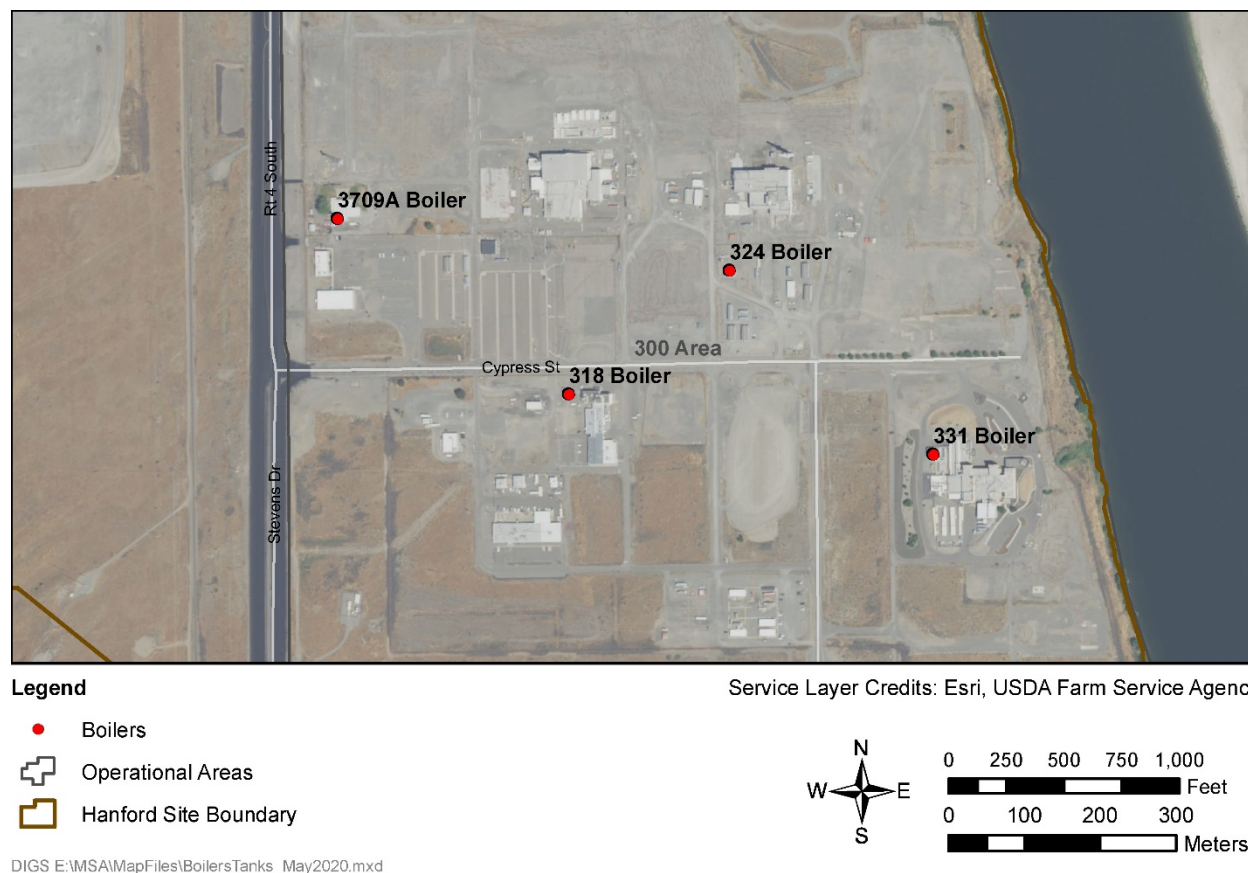 3709A Boiler
Rt 4 South
324 Boiler
300 Area
Cypress St
318 Boiler
331 Boiler
Stevens Dr
Legend
Service Layer Credits: Esri, USDA Farm Service Agenc
Boilers
Operational Areas
Hanford Site Boundary
N
W E
S
0 250 500 750 1,000
Feet
0 100 200 300
Meters
DIGS E:\MSA\MapFiles\BoilersTanks_May2020.mxd